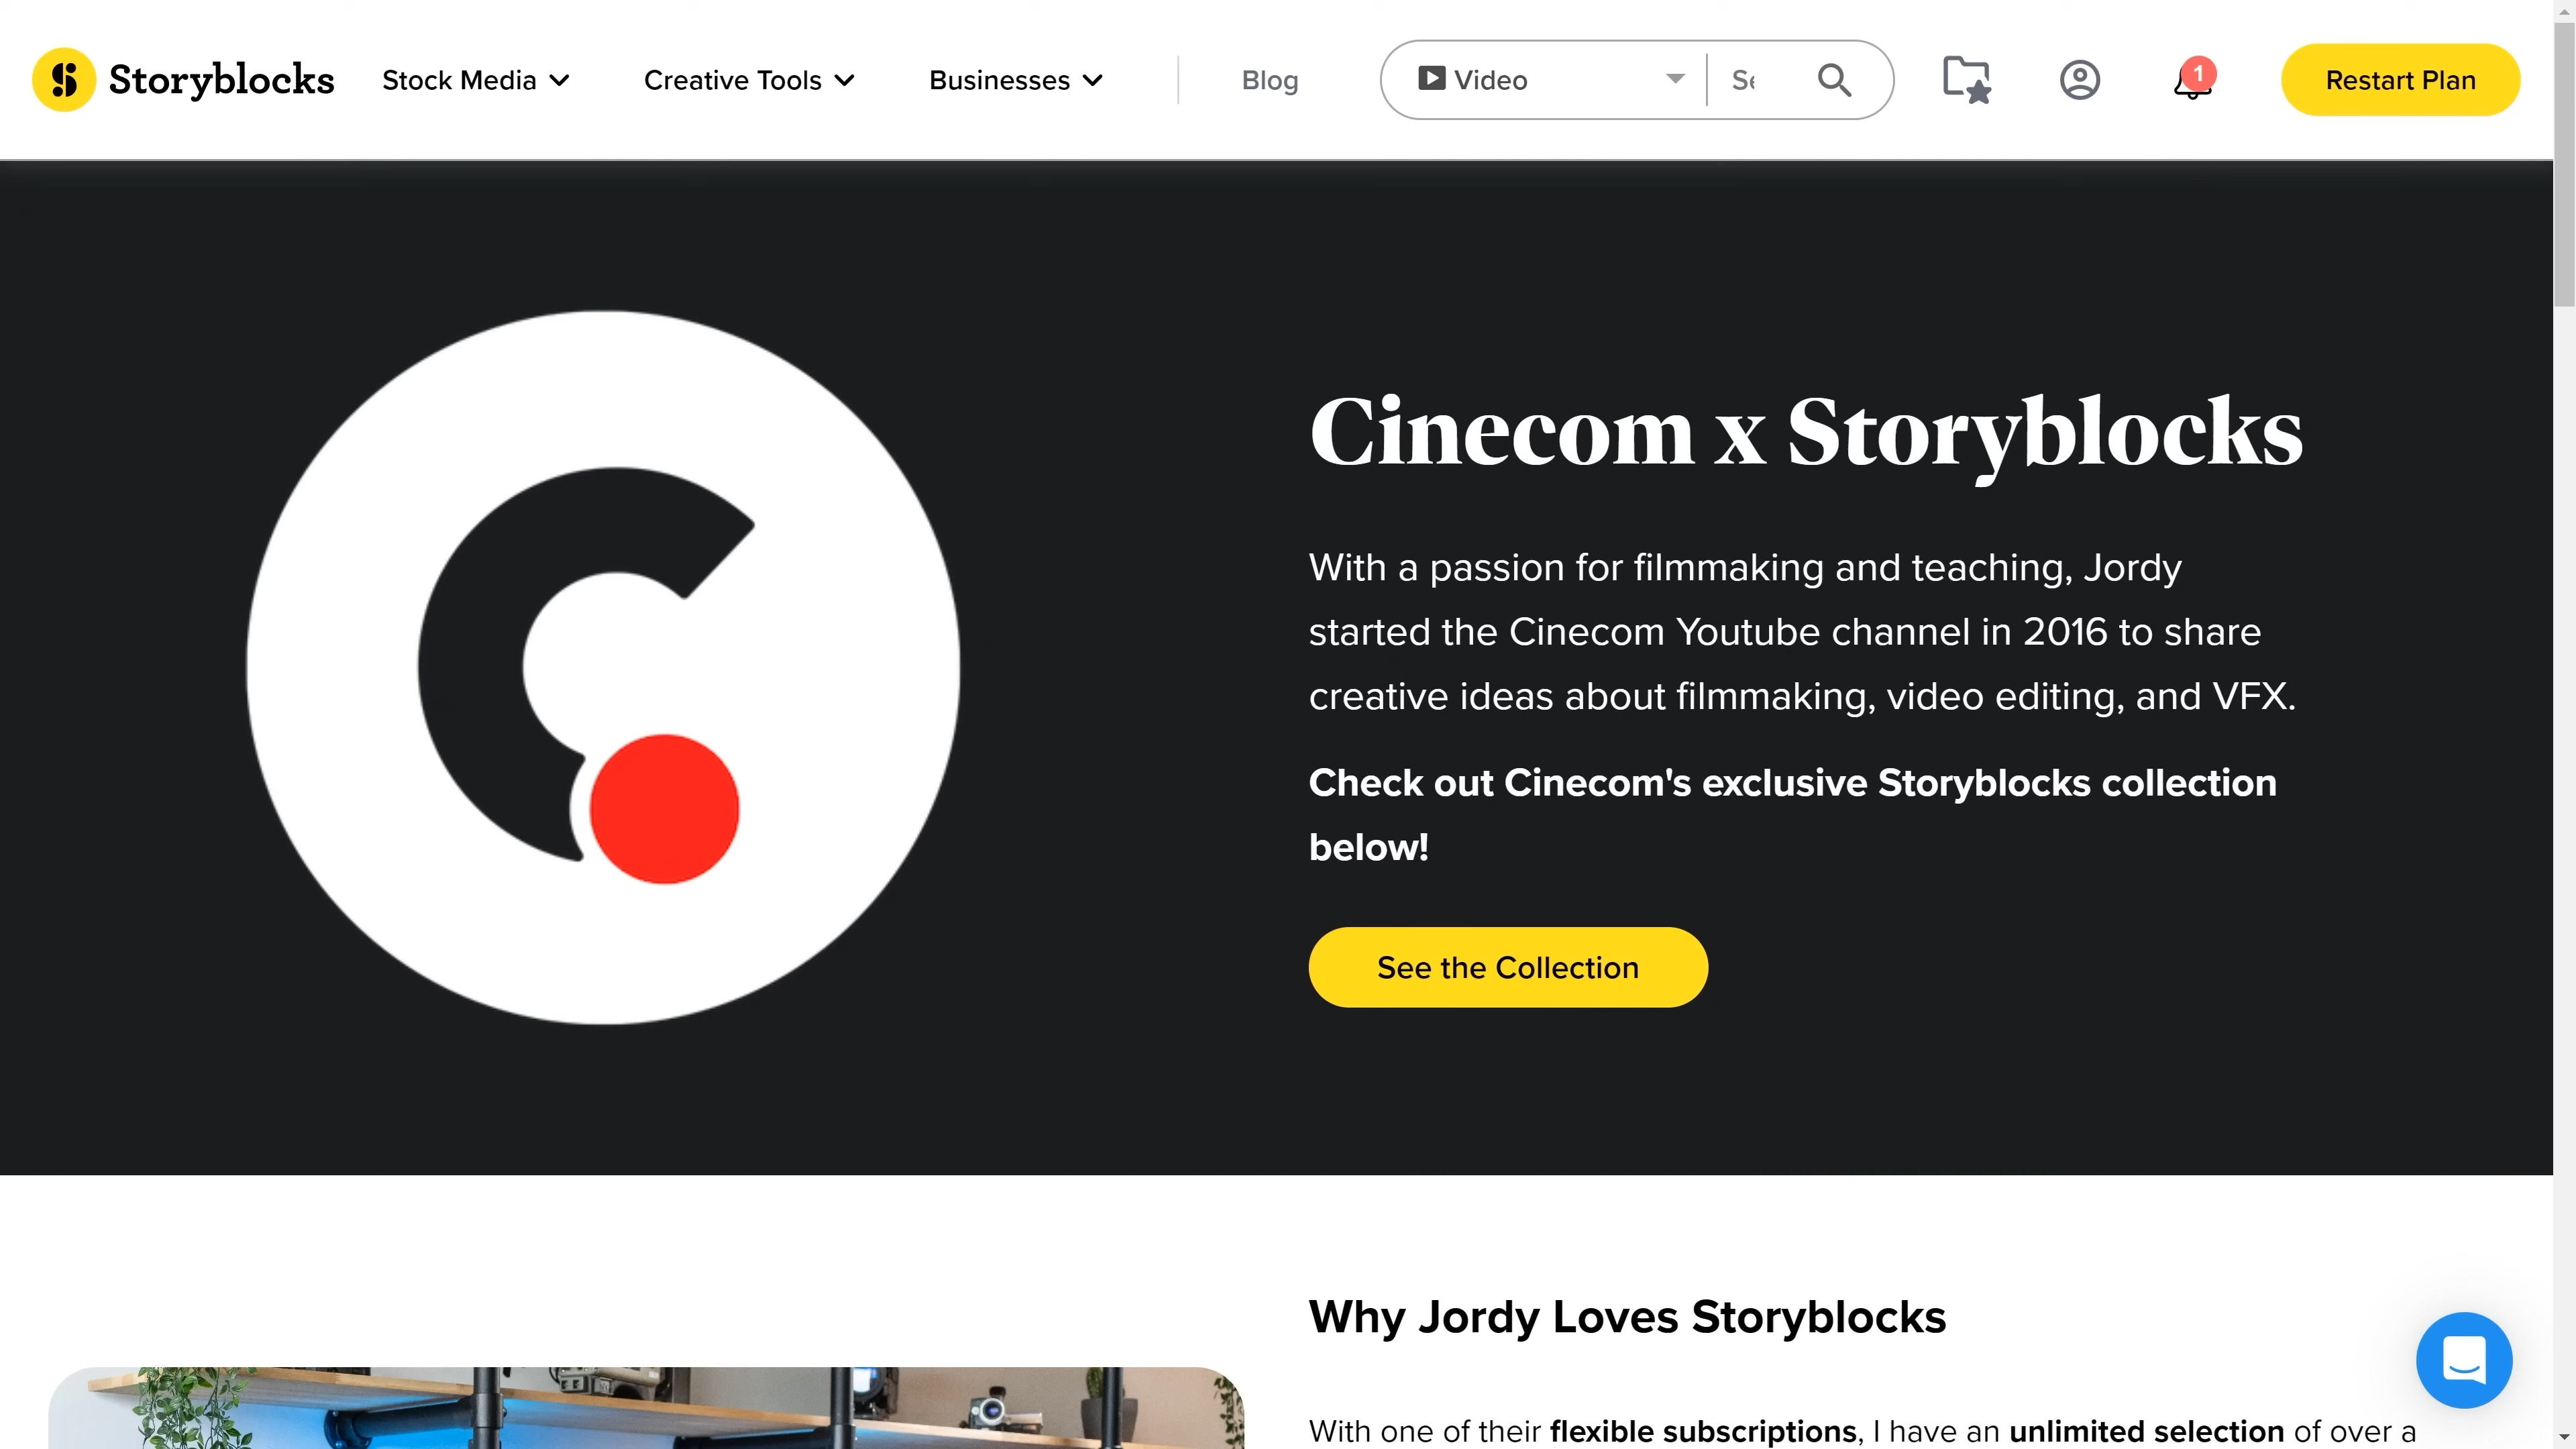 Storyblocks
Stock Media
Creative Tools
Businesses
Blog
Video
1
Restart Plan
Cinecom x Storyblocks
With a passion for filmmaking and teaching, Jordy
started the Cinecom Youtube channel in 2016 to share
creative ideas about filmmaking, video editing, and VFX.
Check out Cinecom's exclusive Storyblocks collection
below!
See the Collection
Why Jordy Loves Storyblocks
With one of their flexible subscriptions, I have an unlimited selection of over a